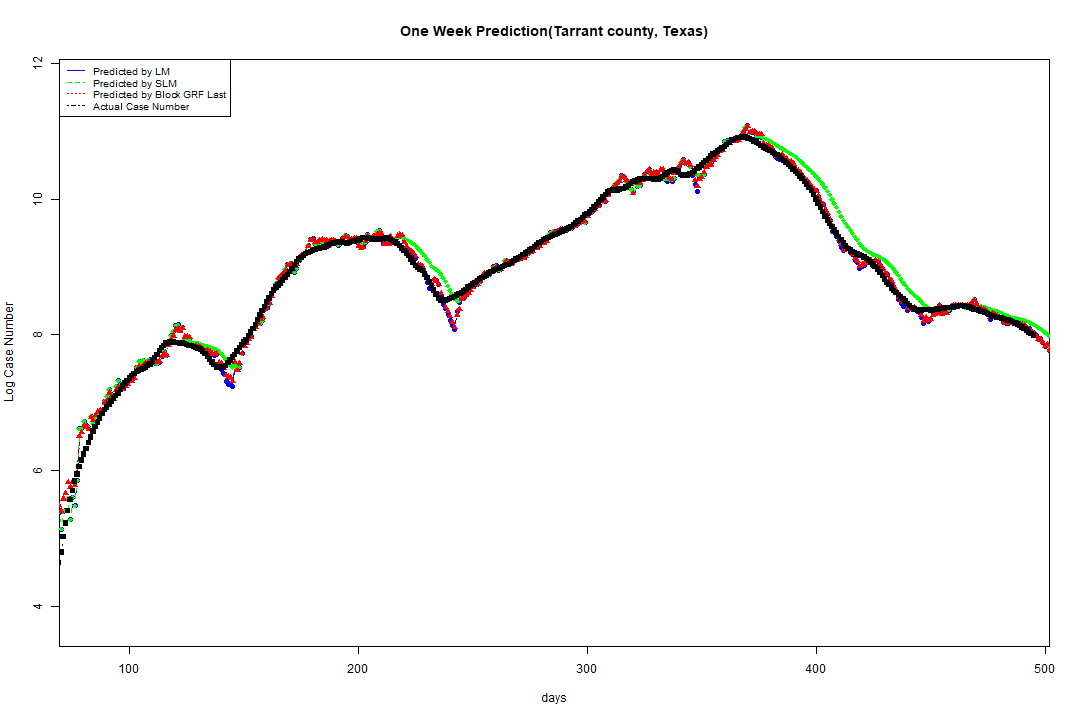 One Week Prediction(Tarrant county, Texas)
Predicted by LM
Predicted by SLM
Predicted by Block GRF Last
Actual Case Number
12
10
8
6
4
Log Case Number
100 200 300 400 500
days